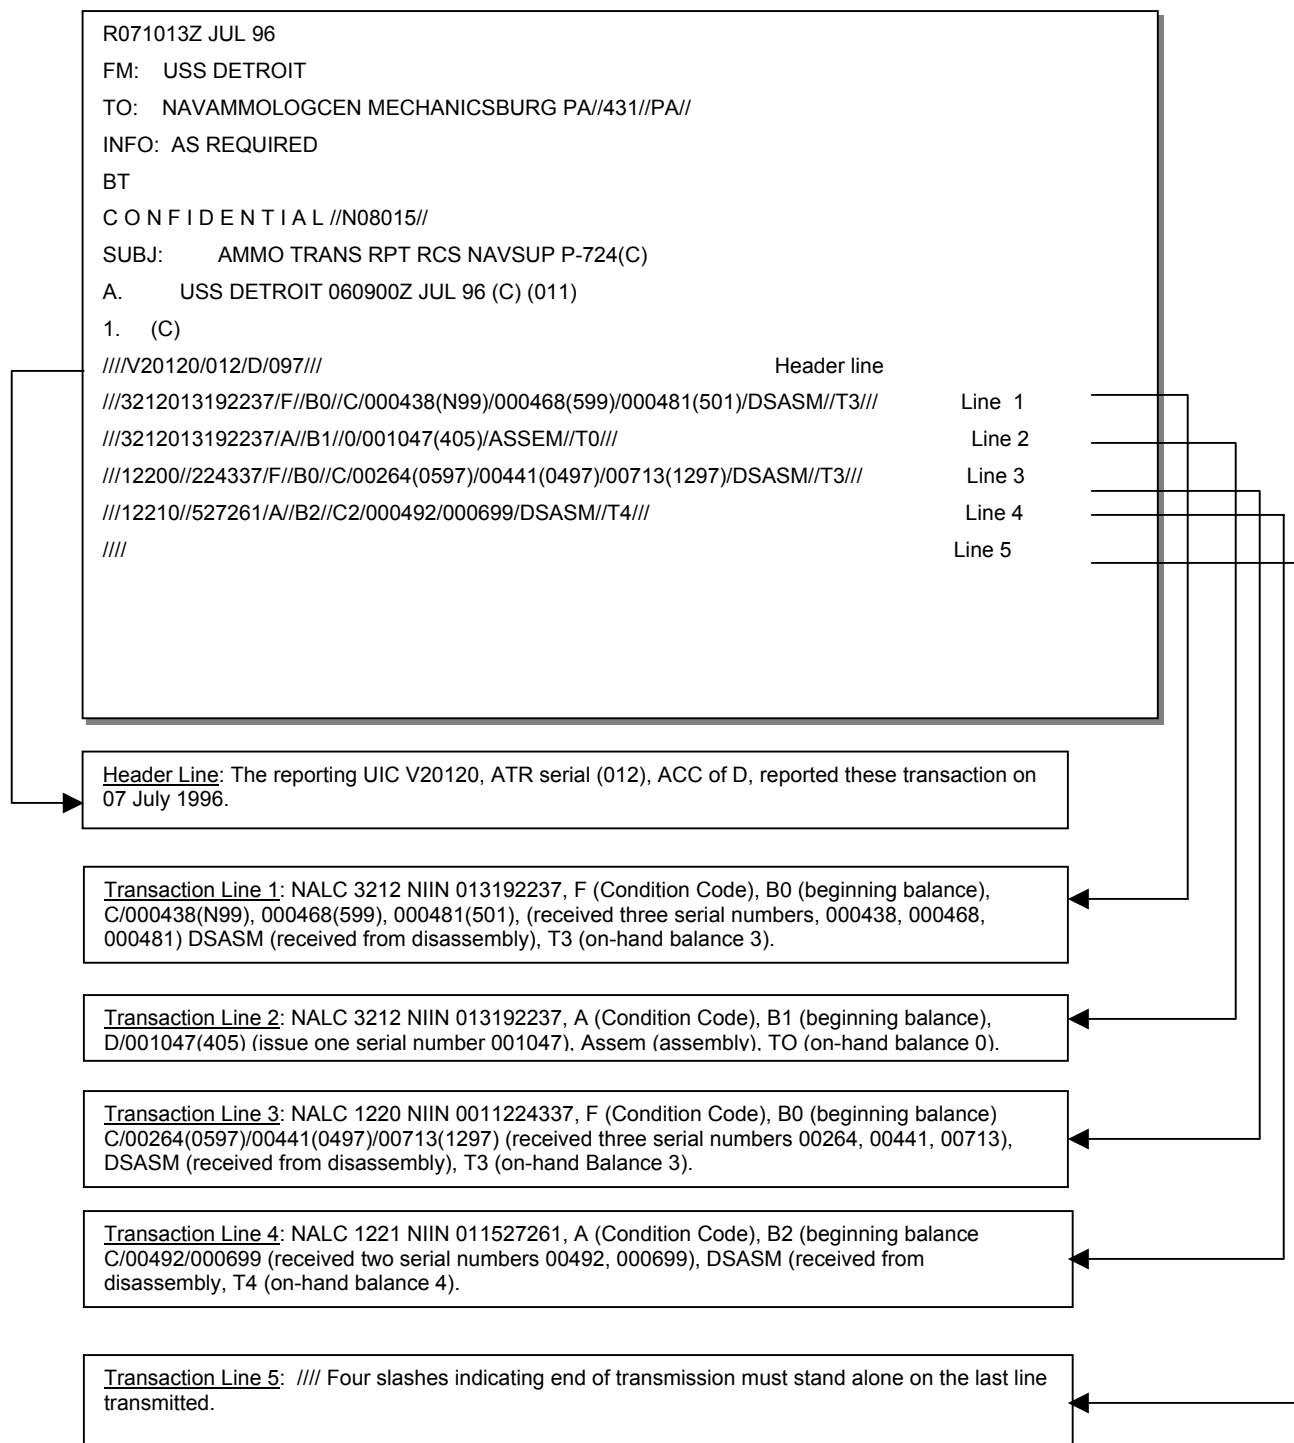 R071013Z JUL 96
FM: USS DETROIT
TO: NAVAMMOLOGCEN MECHANICSBURG PA//431//PA//
INFO: AS REQUIRED
BT
C O N F I D E N T I A L //N08015//
SUBJ: AMMO TRANS RPT RCS NAVSUP P-724(C)
A. USS DETROIT 060900Z JUL 96 (C) (011)
1. (C)
////V20120/012/D/097/// Header line
///3212013192237/F//B0//C/000438(N99)/000468(599)/000481(501)/DSASM//T3/// Line 1
///3212013192237/A//B1//0/001047(405)/ASSEM//T0/// Line 2
///12200//224337/F//B0//C/00264(0597)/00441(0497)/00713(1297)/DSASM//T3/// Line 3
///12210//527261/A//B2//C2/000492/000699/DSASM//T4/// Line 4
//// Line 5
Header Line: The reporting UIC V20120, ATR serial (012), ACC of D, reported these transaction on
07 July 1996.
Transaction Line 1: NALC 3212 NIIN 013192237, F (Condition Code), B0 (beginning balance),
C/000438(N99), 000468(599), 000481(501), (received three serial numbers, 000438, 000468,
000481) DSASM (received from disassembly), T3 (on-hand balance 3).
Transaction Line 2: NALC 3212 NIIN 013192237, A (Condition Code), B1 (beginning balance),
D/001047(405) (issue one serial number 001047), Assem (assembly), TO (on-hand balance 0).
Transaction Line 3: NALC 1220 NIIN 0011224337, F (Condition Code), B0 (beginning balance)
C/00264(0597)/00441(0497)/00713(1297) (received three serial numbers 00264, 00441, 00713),
DSASM (received from disassembly), T3 (on-hand Balance 3).
Transaction Line 4: NALC 1221 NIIN 011527261, A (Condition Code), B2 (beginning balance
C/00492/000699 (received two serial numbers 00492, 000699), DSASM (received from
disassembly, T4 (on-hand balance 4).
Transaction Line 5: //// Four slashes indicating end of transmission must stand alone on the last line
transmitted.